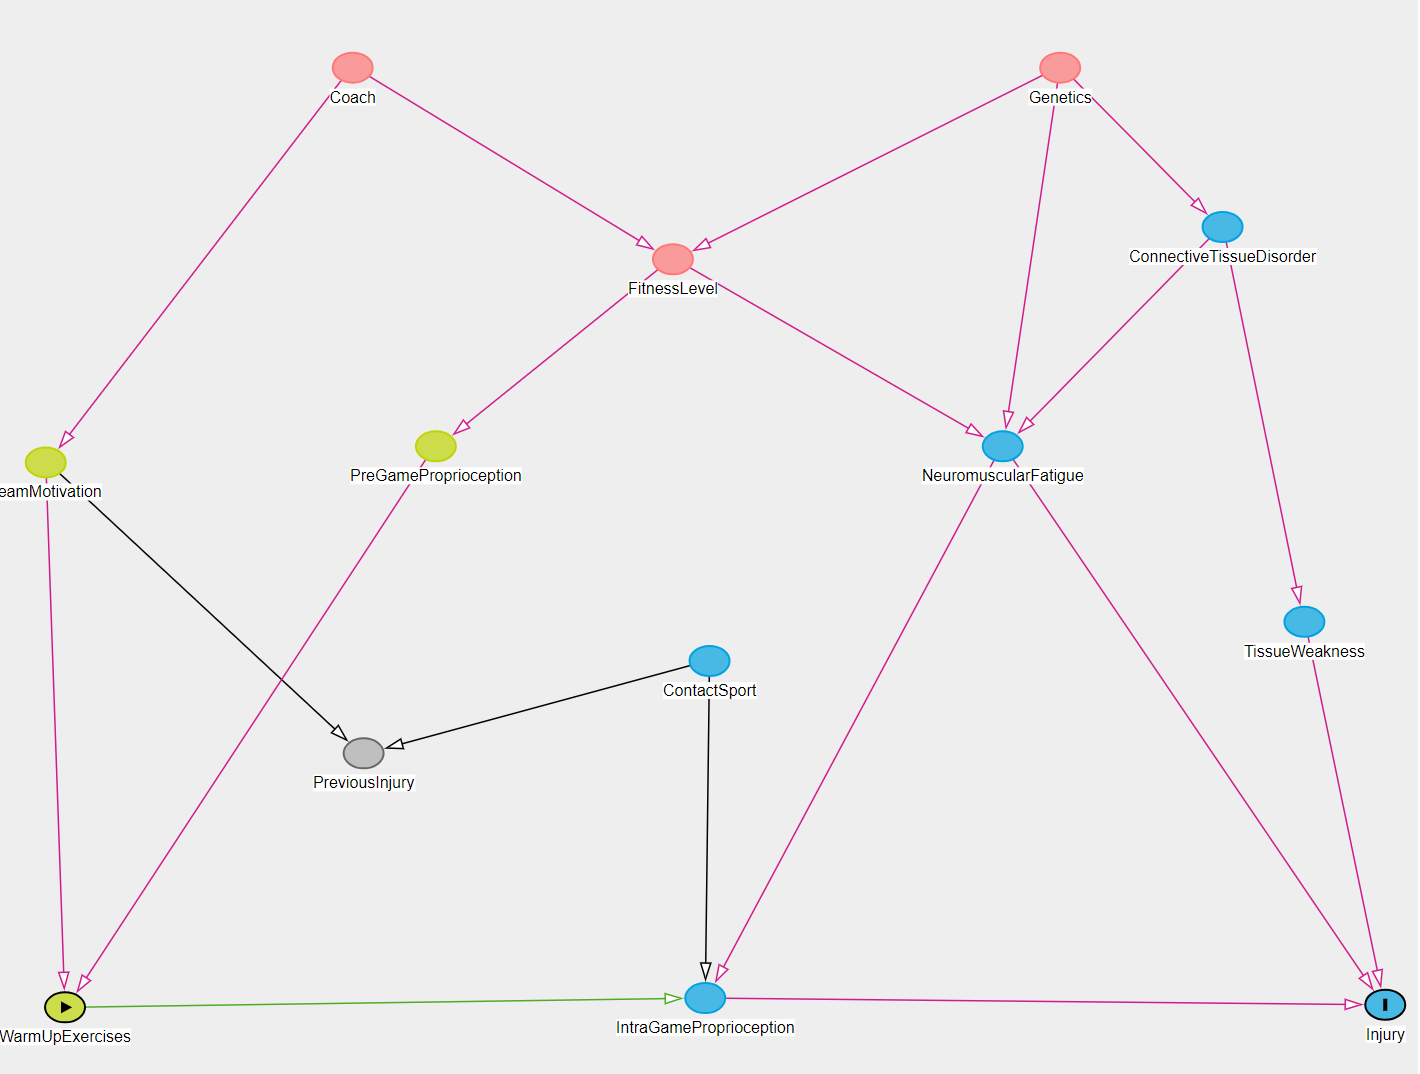 Coach
Genetics
ConnectiveTissueDisorder
FitnessLevel
PreGameProprioception
NeuromuscularFatigue
eamMotivation
TissueWeakness
ContactSport
PreviousInjury
IntraGameProprioception
Injury
WarmUpExercises